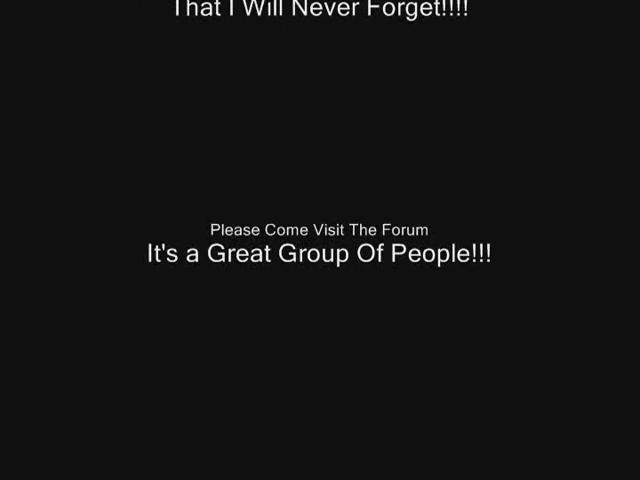 That I Will Never Forget!!!!
Please Come Visit The Forum
It's a Great Group Of People!!!